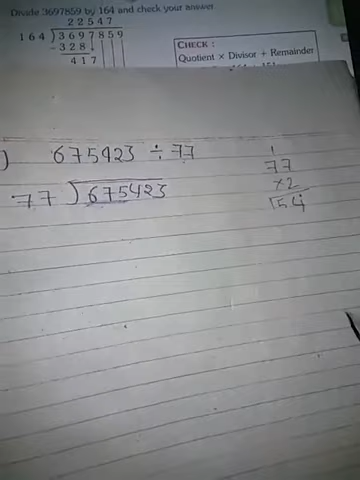 Divide 3697859 by 164 and check your answer
22547
164)3697859
-328
417
CHECK :
Quotient × Divisor + Remainder
) 675423 ÷ 77
77)675423
1
77
×2
154